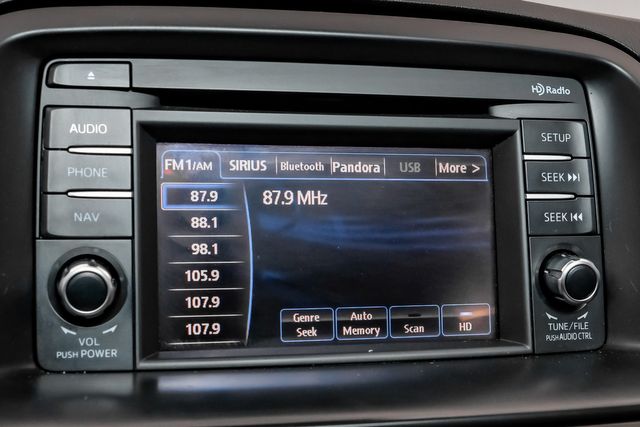 HD Radio
AUDIO
PHONE
NAV
VOL
PUSH POWER
FM1/AM SIRIUS Bluetooth Pandora USB More >
87.9
88.1
98.1
105.9
107.9
107.9
87.9 MHz
Genre Seek
Auto Memory
Scan
HD
SETUP
SEEK
SEEK
TUNE/FILE
PUSH AUDIO CTRL